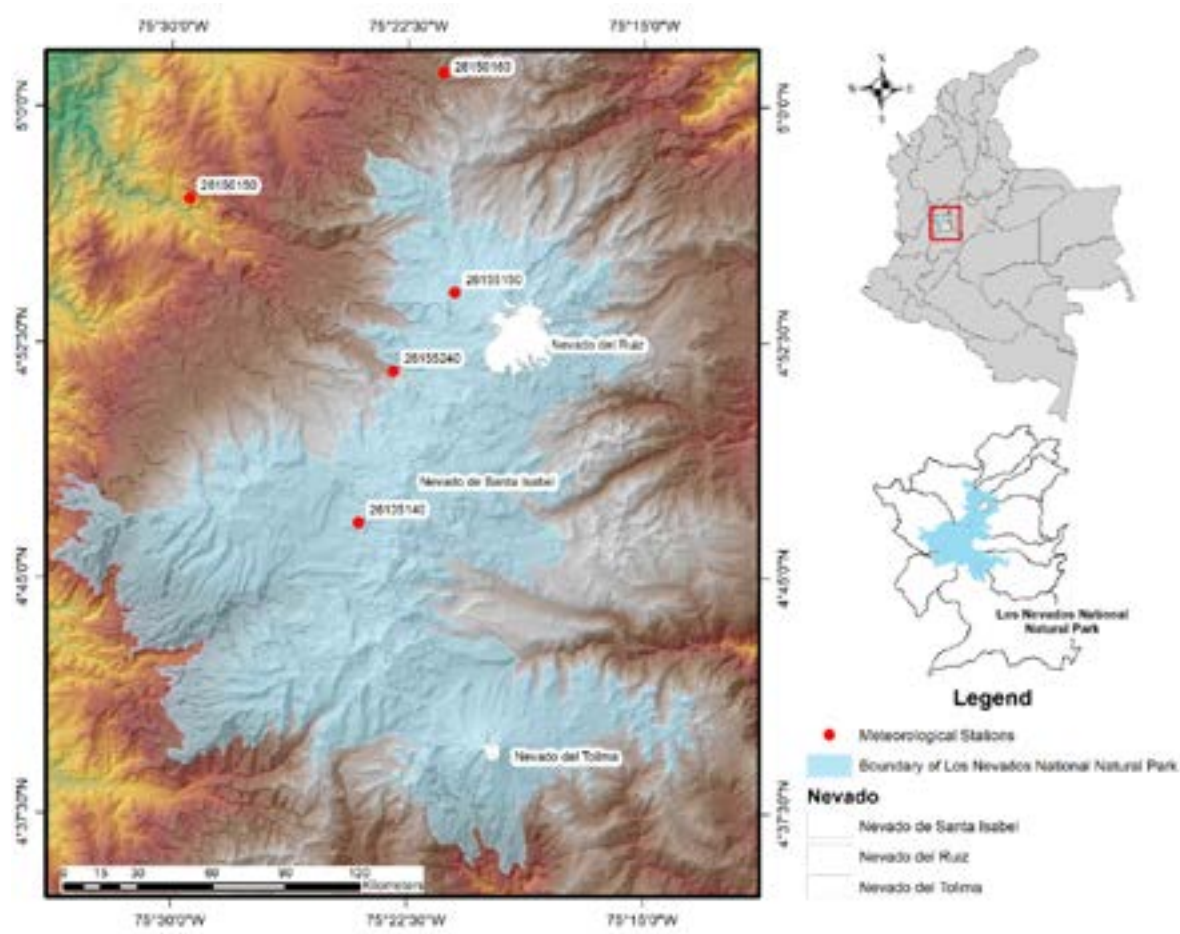 75°30'0"W 75°22'30"W 75°15'0"W
26150160
5°0'0"N 5°0'0"N
26150150
26155150
4°52'30"N 4°52'30"N
Nevado del Ruiz
26155240
Nevado de Santa Isabel
26135140
4°45'0"N 4°45'0"N
Nevado del Tolima
4°37'30"N 4°37'30"N
0 15 30 60 90 120
Kilometers
75°30'0"W 75°22'30"W 75°15'0"W
N
W E
S
Los Nevados National
Natural Park
Legend
Meteorological Stations
Boundary of Los Nevados National Natural Park
Nevado
Nevado de Santa Isabel
Nevado del Ruiz
Nevado del Tolima